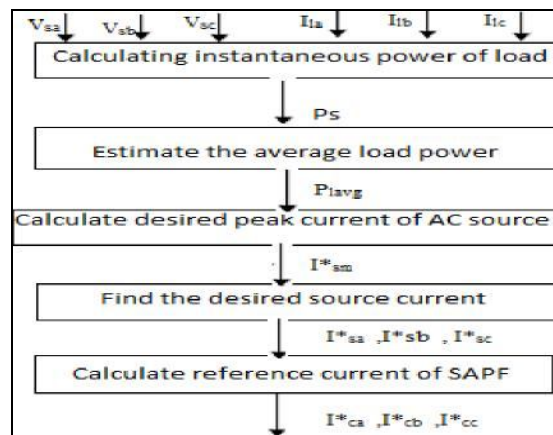 Vsa Vsb Vsc Ila Ilb Ilc
Calculating instantaneous power of load
Ps
Estimate the average load power
Plavg
Calculate desired peak current of AC source
I*sm
Find the desired source current
I*sa ,I*sb , I*sc
Calculate reference current of SAPF
I*ca ,I*cb ,I*cc